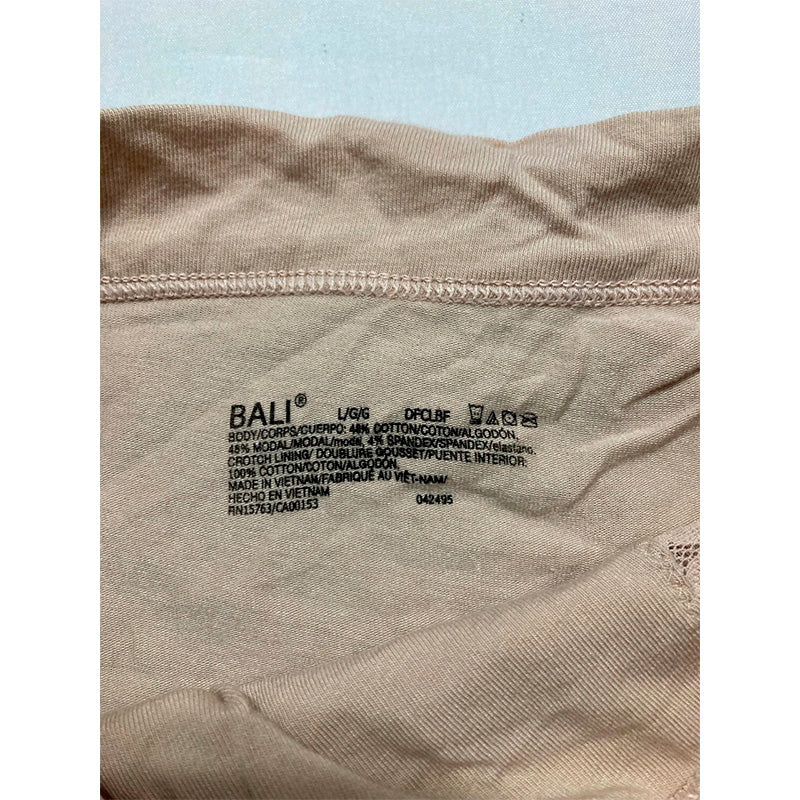 BALI® L/G/G DFCLBF
BODY/CORPS/CUERPO: 48% COTTON/COTON/ALGODÓN,
48% MODAL/MODAL/modal, 4% SPANDEX/SPANDEX/elastano.
CROTCH LINING/ DOUBLURE GOUSSET/PUENTE INTERIOR:
100% COTTON/COTON/ALGODÓN.
MADE IN VIETNAM/FABRIQUÉ AU VIÊT-NAM/
HECHO EN VIETNAM 042495
RN15763/CA00153